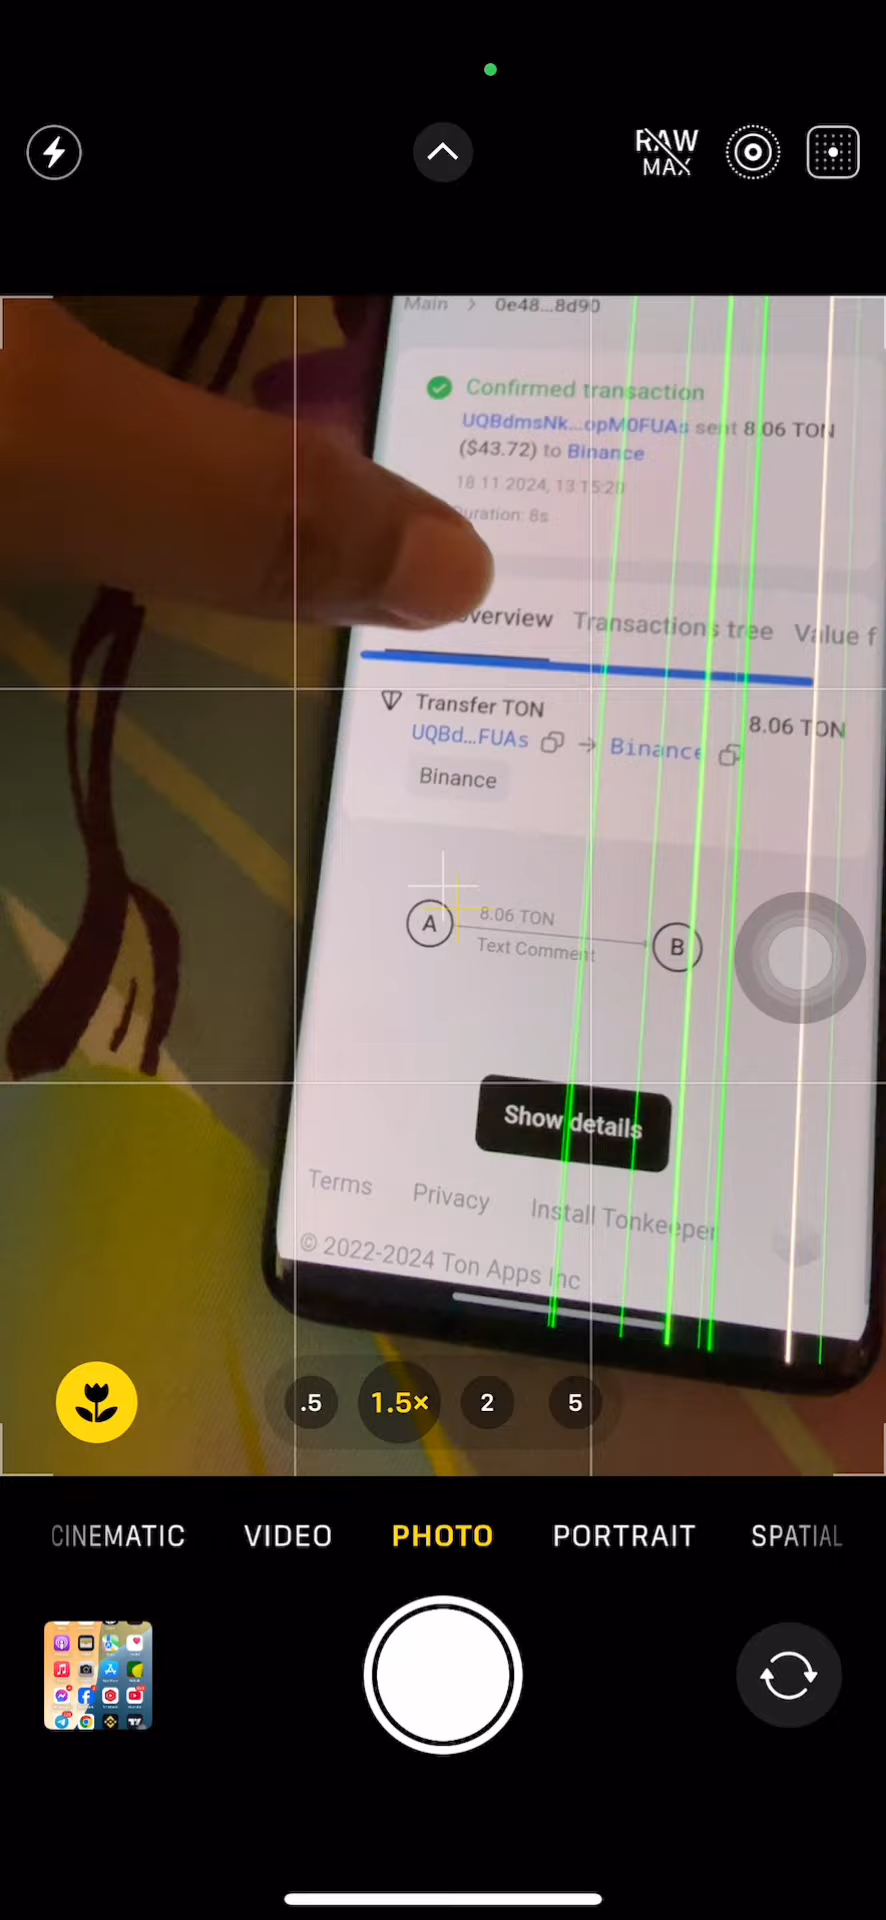 RAW
MAX
Main > 0e48...8d90
Confirmed transaction
UQBdmsNk...opM0FUAs sent 8.06 TON
($43.72) to Binance
18.11.2024, 13:15:20
Duration: 8s
Overview Transactions tree Value f
Transfer TON
8.06 TON
UQBd...FUAs → Binance
Binance
8.06 TON
A
B
Text Comment
Show details
Terms Privacy Install Tonkeeper
© 2022-2024 Ton Apps Inc
.5 1.5× 2 5
CINEMATIC VIDEO PHOTO PORTRAIT SPATIAL